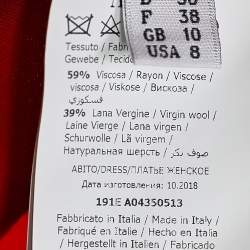 D 36
F 38
GB 10
USA 8
Tessuto / Fabric
Gewebe / Tecido
59% Viscosa / Rayon / Viscose
viscosa / Viskose / Вискоза /
فسكوزي
39% Lana Vergine / Virgin wool
Laine Vierge / Lana virgen /
Schurwolle / Lã virgem /
Натуральная шерсть / صوف بكر
ABITO/DRESS/ПЛАТЬЕ ЖЕНСКОЕ
Дата изготовления: 10.2018
191E A04350513
Fabbricato in Italia / Made in Italy /
Fabriqué en Italie / Hecho en Italia
/ Hergestellt in Italien / Fabricado